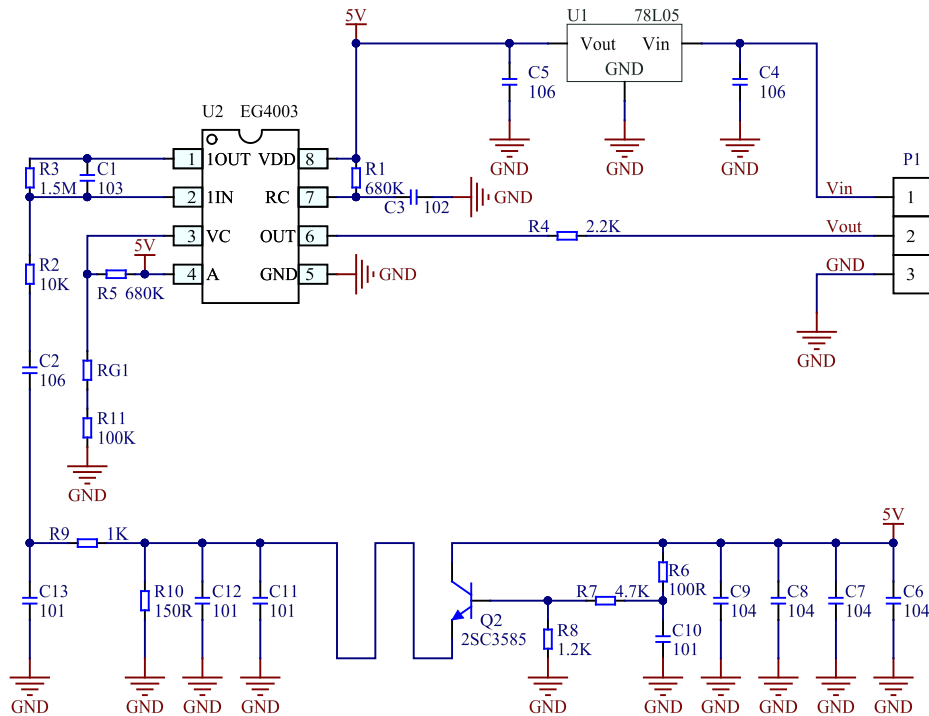 5V
U1 78L05
Vout Vin
GND
C5
106
C4
106
GND
GND
GND
U2 EG4003
1 1OUT VDD 8
2 1IN RC 7
3 VC OUT 6
4 A GND 5
R3
1.5M
C1
103
R1
680K
C3 102
GND
P1
Vin
1
Vout
2
GND
3
R4 2.2K
5V
R5 680K
GND
GND
R2
10K
C2
106
RG1
R11
100K
GND
R9 1K
5V
C13
101
R10
150R
C12
101
C11
101
Q2
2SC3585
R7 4.7K
R6
100R
R8
1.2K
C10
101
C9
104
C8
104
C7
104
C6
104
GND
GND
GND
GND
GND
GND
GND
GND
GND
GND